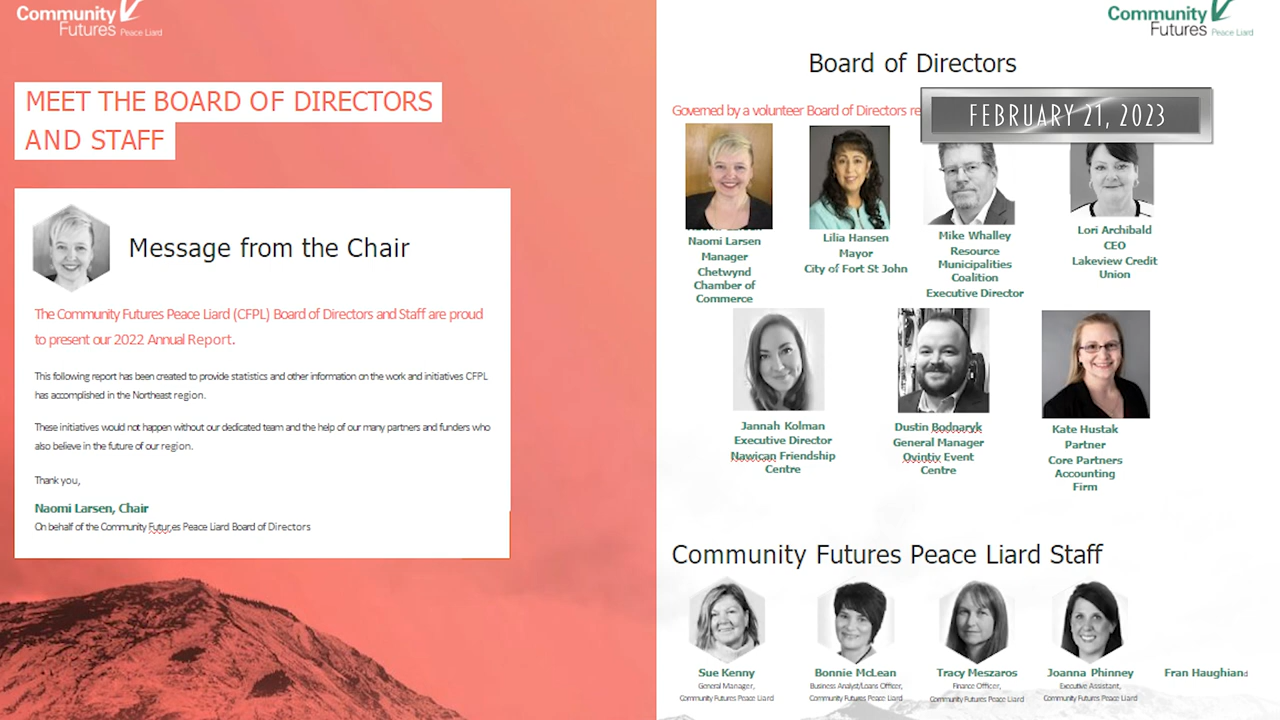 Community
Futures Peace Liard
MEET THE BOARD OF DIRECTORS
AND STAFF
Message from the Chair
The Community Futures Peace Liard (CFPL) Board of Directors and Staff are proud
to present our 2022 Annual Report.
This following report has been created to provide statistics and other information on the work and initiatives CFPL
has accomplished in the Northeast region.
These initiatives would not happen without our dedicated team and the help of our many partners and funders who
also believe in the future of our region.
Thank you,
Naomi Larsen, Chair
On behalf of the Community Futures Peace Liard Board of Directors
Community
Futures Peace Liard
Board of Directors
Governed by a volunteer Board of Directors
FEBRUARY 21, 2023
Naomi Larsen
Manager
Chetwynd
Chamber of
Commerce
Lilia Hansen
Mayor
City of Fort St John
Mike Whalley
Resource
Municipalities
Coalition
Executive Director
Lori Archibald
CEO
Lakeview Credit
Union
Jannah Kolman
Executive Director
Nawican Friendship
Centre
Dustin Bodnaryk
General Manager
Ovintiv Event
Centre
Kate Hustak
Partner
Core Partners
Accounting
Firm
Community Futures Peace Liard Staff
Sue Kenny
General Manager,
Community Futures Peace Liard
Bonnie McLean
Business Analyst/Loans Officer,
Community Futures Peace Liard
Tracy Meszaros
Finance Officer,
Community Futures Peace Liard
Joanna Phinney
Executive Assistant,
Community Futures Peace Liard
Fran Haughian